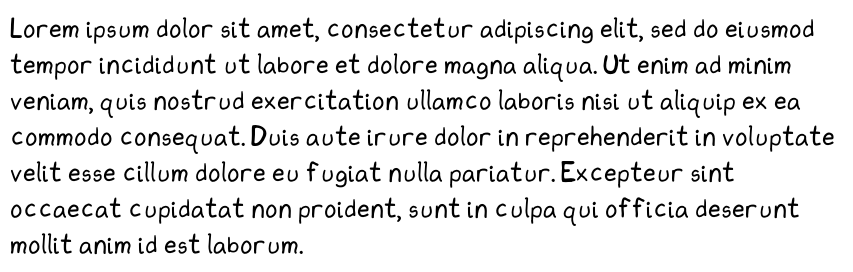 Lorem ipsum dolor sit amet, consectetur adipiscing elit, sed do eiusmod
tempor incididunt ut labore et dolore magna aliqua. Ut enim ad minim
veniam, quis nostrud exercitation ullamco laboris nisi ut aliquip ex ea
commodo consequat. Duis aute irure dolor in reprehenderit in voluptate
velit esse cillum dolore eu fugiat nulla pariatur. Excepteur sint
occaecat cupidatat non proident, sunt in culpa qui officia deserunt
mollit anim id est laborum.